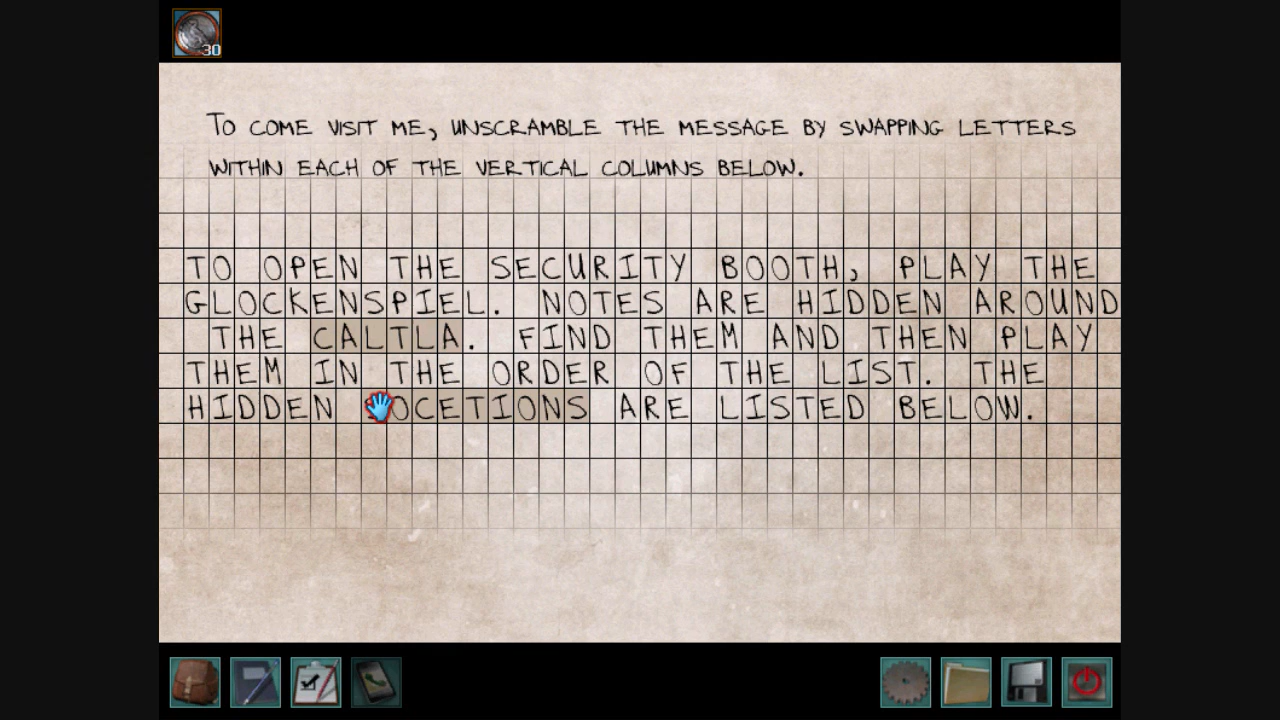 30
TO COME VISIT ME, UNSCRAMBLE THE MESSAGE BY SWAPPING LETTERS
WITHIN EACH OF THE VERTICAL COLUMNS BELOW.
TO OPEN THE SECURITY BOOTH, PLAY THE
GLOCKENSPIEL. NOTES ARE HIDDEN AROUND
THE CALTLA. FIND THEM AND THEN PLAY
THEM IN THE ORDER OF THE LIST. THE
HIDDEN SOCETIONS ARE LISTED BELOW.